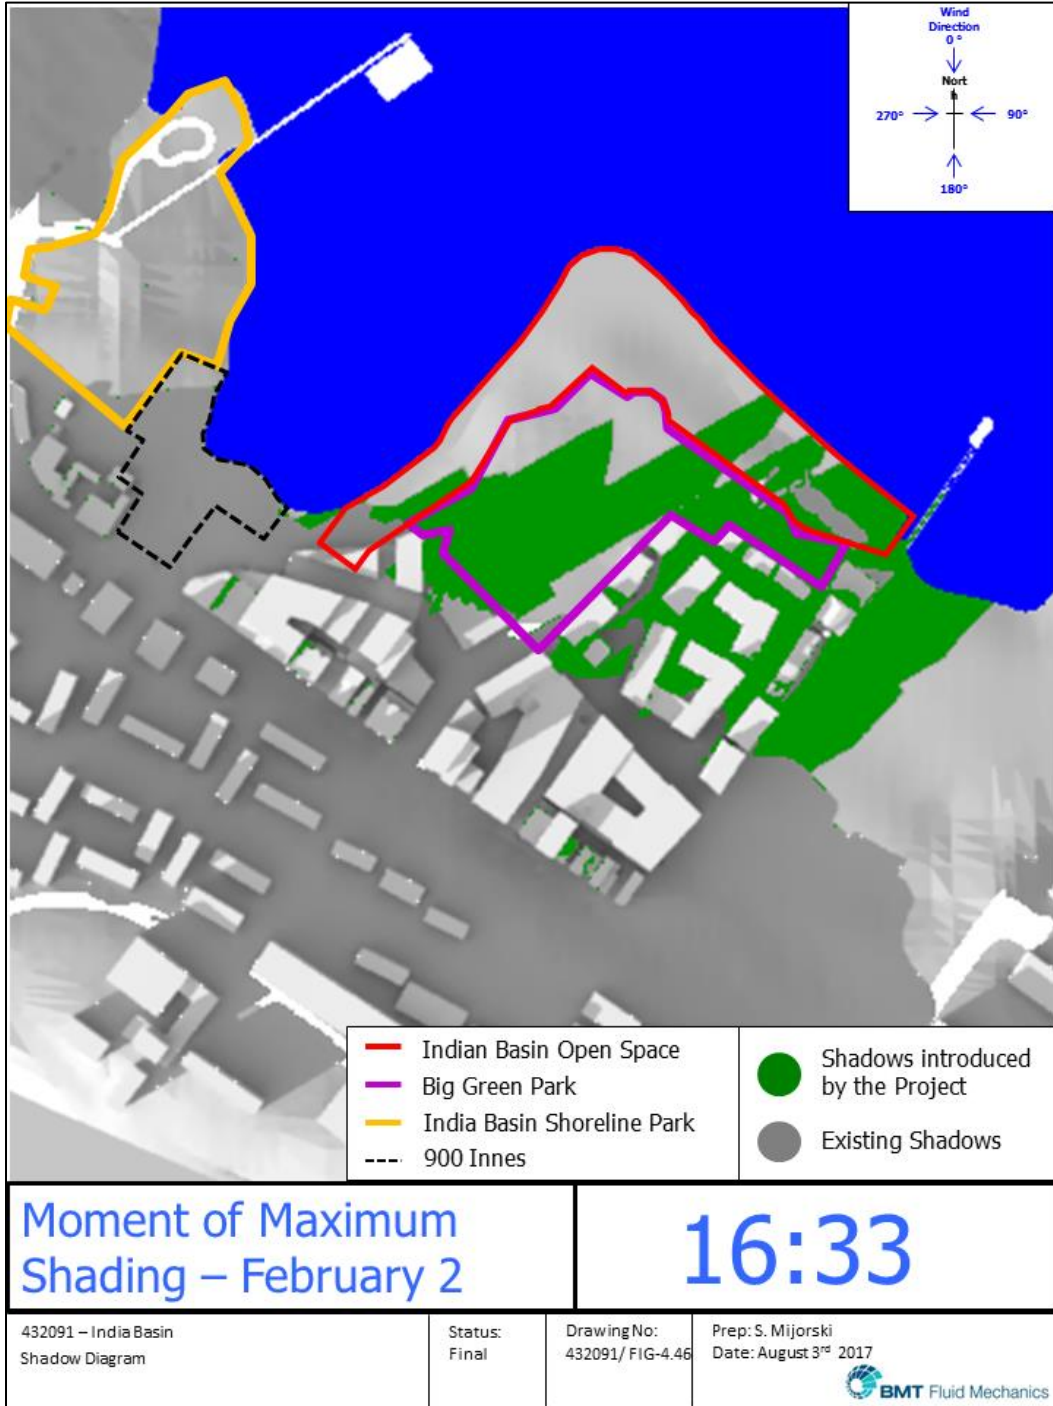 Wind
Direction
0 °
Nort
h
270°
90°
180°
Indian Basin Open Space
Big Green Park
India Basin Shoreline Park
900 Innes
Shadows introduced
by the Project
Existing Shadows
Moment of Maximum
Shading – February 2
16:33
432091 – India Basin
Shadow Diagram
Status:
Final
Drawing No:
432091/ FIG-4.46
Prep: S. Mijorski
Date: August 3rd 2017
BMT Fluid Mechanics